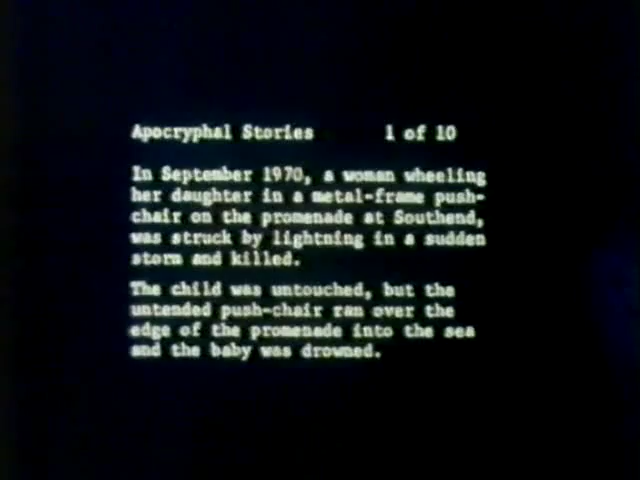 Apocryphal Stories 1 of 10
In September 1970, a woman wheeling
her daughter in a metal-frame push-
chair on the promenade at Southend,
was struck by lightning in a sudden
storm and killed.
The child was untouched, but the
untended push-chair ran over the
edge of the promenade into the sea
and the baby was drowned.